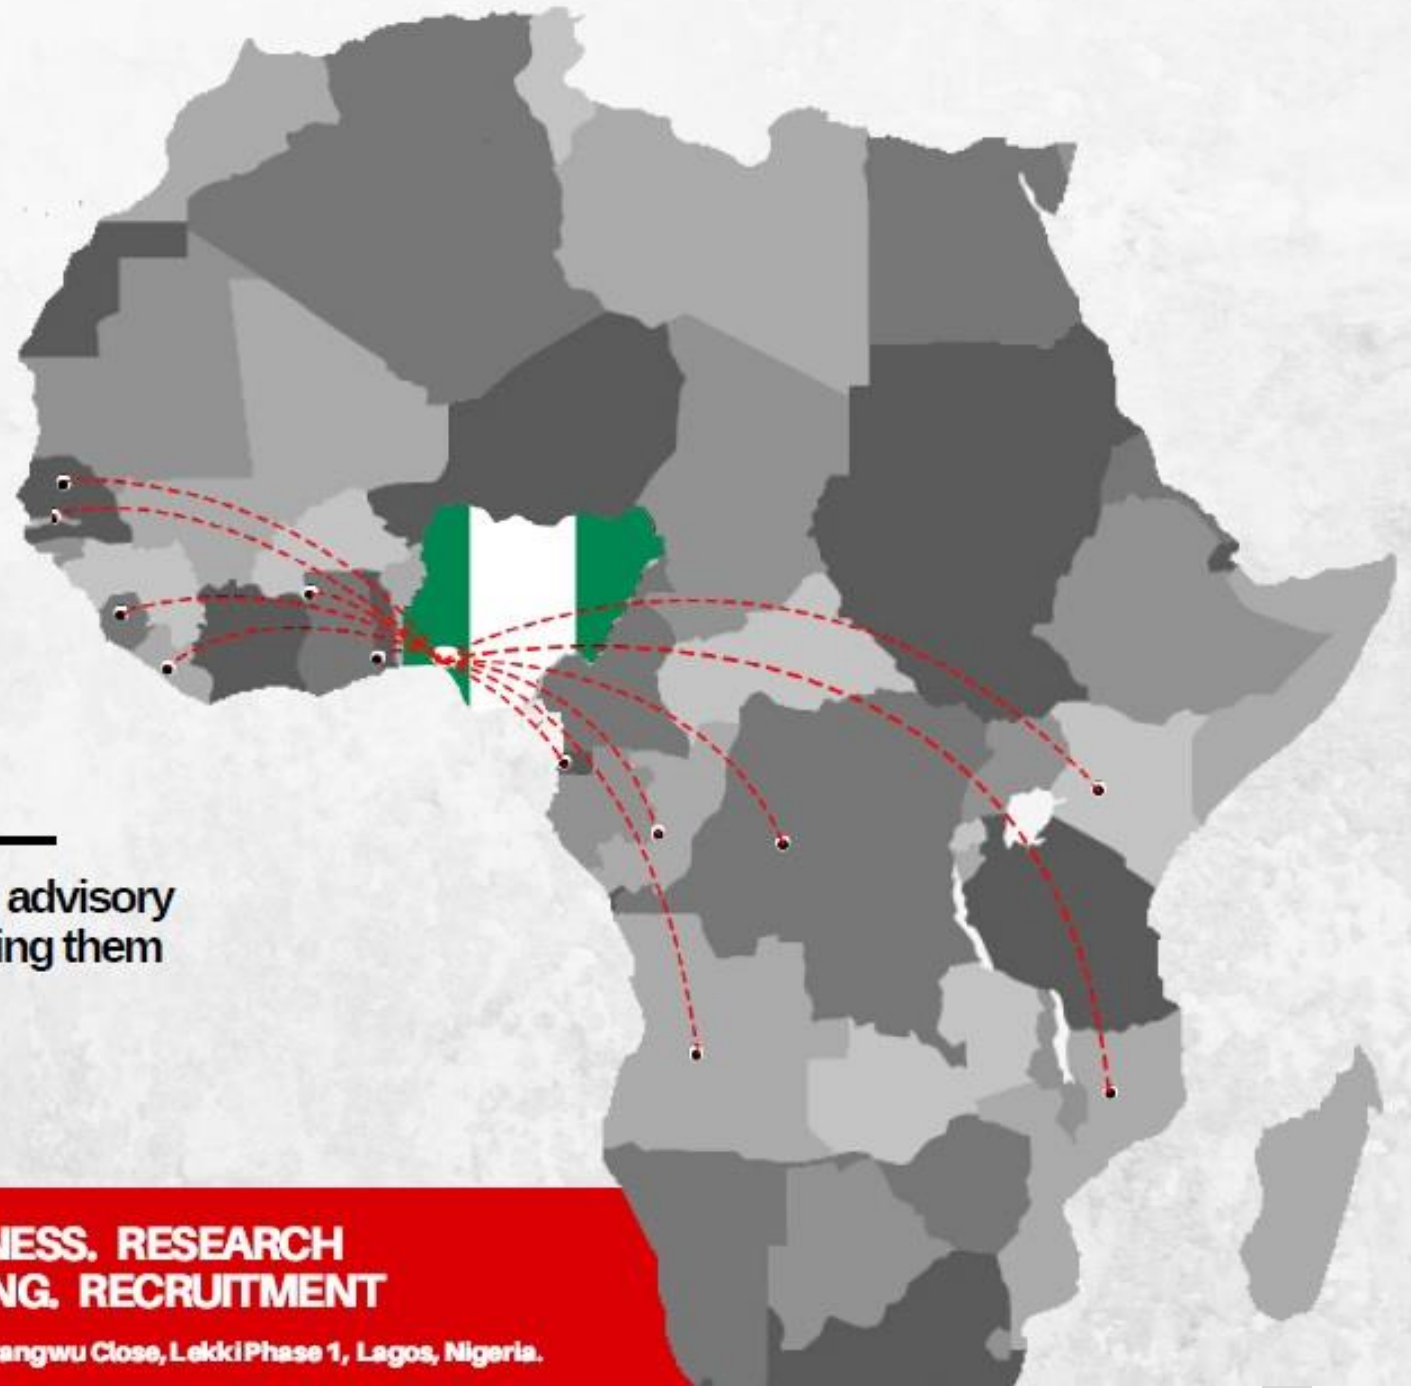 advisory
ing them
NESS. RESEARCH
NG. RECRUITMENT
angwu Close, Lekki Phase 1, Lagos, Nigeria.